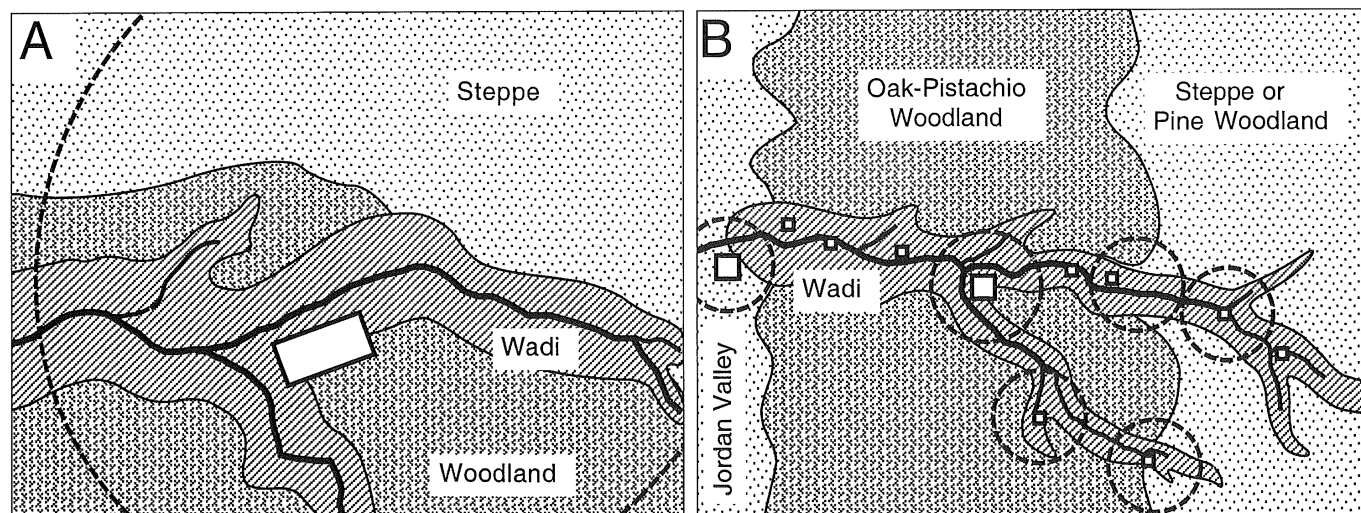 A
Steppe
Wadi
Woodland
B
Oak-Pistachio
Woodland
Steppe or
Pine Woodland
Wadi
Jordan Valley